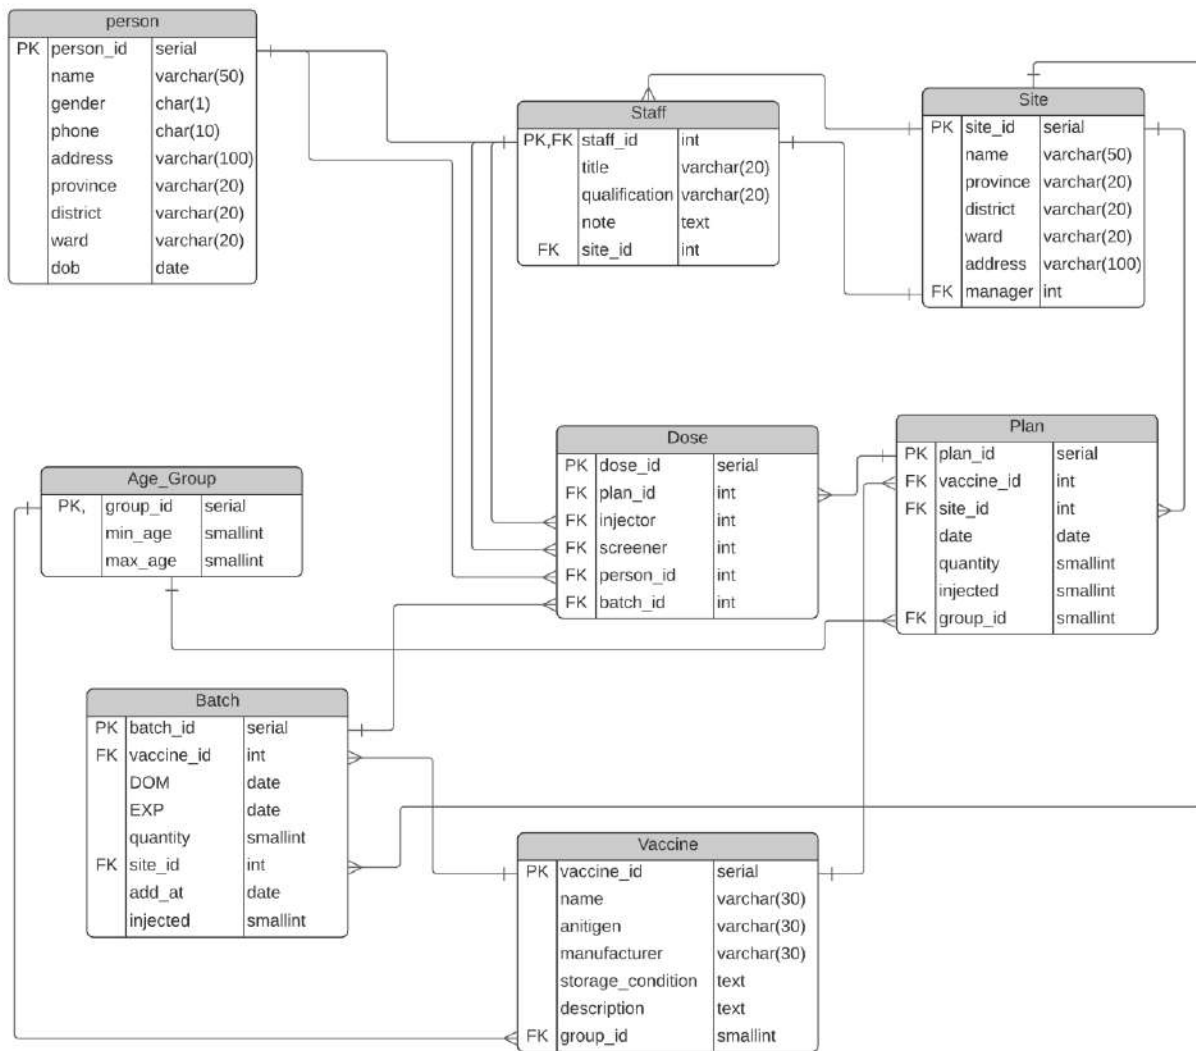 person
PK person_id serial
name varchar(50)
gender char(1)
phone char(10)
address varchar(100)
province varchar(20)
district varchar(20)
ward varchar(20)
dob date
Staff
PK,FK staff_id int
title varchar(20)
qualification varchar(20)
note text
FK site_id int
Site
PK site_id serial
name varchar(50)
province varchar(20)
district varchar(20)
ward varchar(20)
address varchar(100)
FK manager int
Dose
PK dose_id serial
FK plan_id int
FK injector int
FK screener int
FK person_id int
FK batch_id int
Plan
PK plan_id serial
FK vaccine_id int
FK site_id int
date date
quantity smallint
injected smallint
FK group_id smallint
Age_Group
PK, group_id serial
min_age smallint
max_age smallint
Batch
PK batch_id serial
FK vaccine_id int
DOM date
EXP date
quantity smallint
FK site_id int
add_at date
injected smallint
Vaccine
PK vaccine_id serial
name varchar(30)
anitigen varchar(30)
manufacturer varchar(30)
storage_condition text
description text
FK group_id smallint